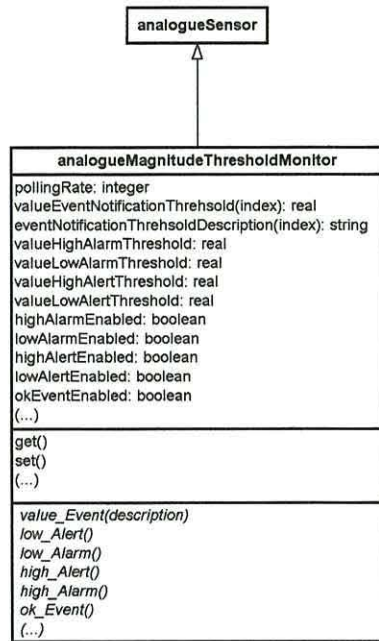 analogueSensor
analogueMagnitudeThresholdMonitor
pollingRate: integer
valueEventNotificationThrehsold(index): real
eventNotificationThrehsoldDescription(index): string
valueHighAlarmThreshold: real
valueLowAlarmThreshold: real
valueHighAlertThreshold: real
valueLowAlertThreshold: real
highAlarmEnabled: boolean
lowAlarmEnabled: boolean
highAlertEnabled: boolean
lowAlertEnabled: boolean
okEventEnabled: boolean
(...)
get()
set()
(...)
value_Event(description)
low_Alert()
low_Alarm()
high_Alert()
high_Alarm()
ok_Event()
(...)